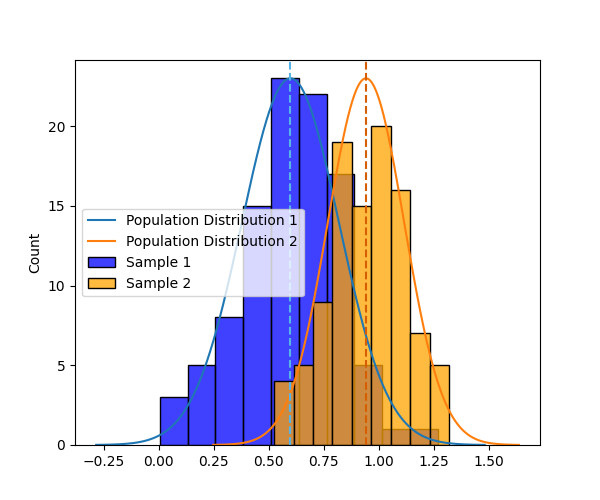 20
15
10
5
0
Count
Population Distribution 1
Population Distribution 2
Sample 1
Sample 2
−0.25 0.00 0.25 0.50 0.75 1.00 1.25 1.50